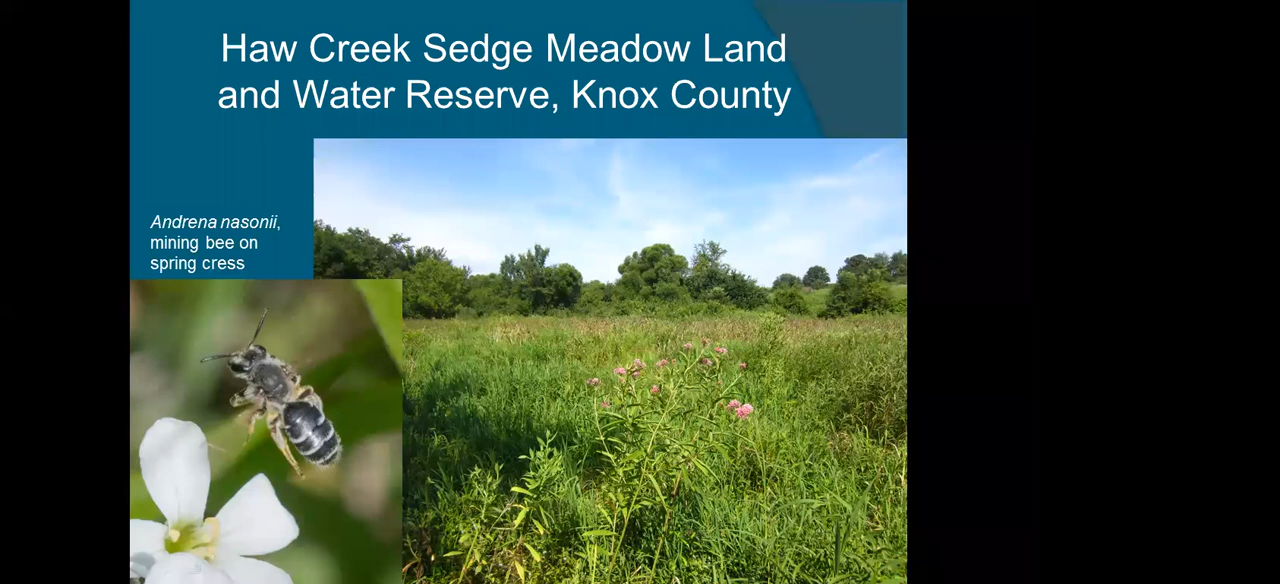 Haw Creek Sedge Meadow Land
and Water Reserve, Knox County
Andrena nasonii,
mining bee on
spring cress